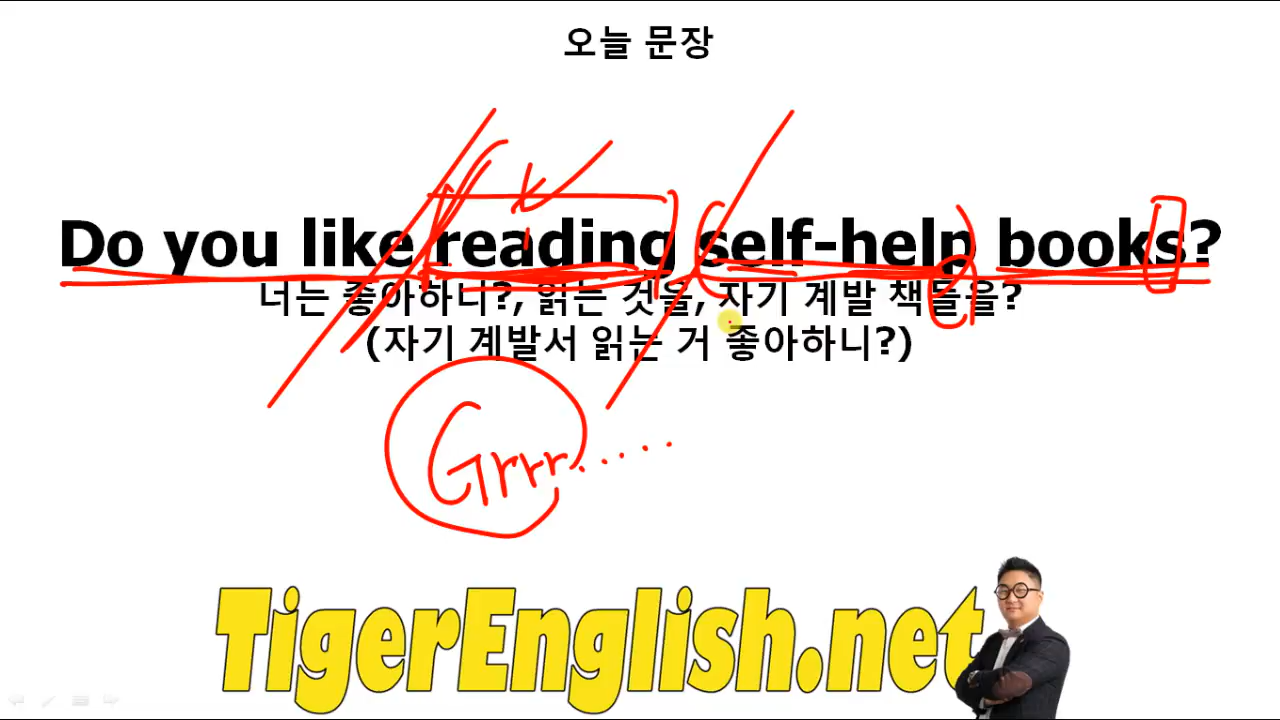 오늘 문장
Do you like reading self-help books?
너는 좋아하니?, 읽는 것을, 자기 계발 책들을?
(자기 계발서 읽는 거 좋아하니?)
Grrr.....
TigerEnglish.net